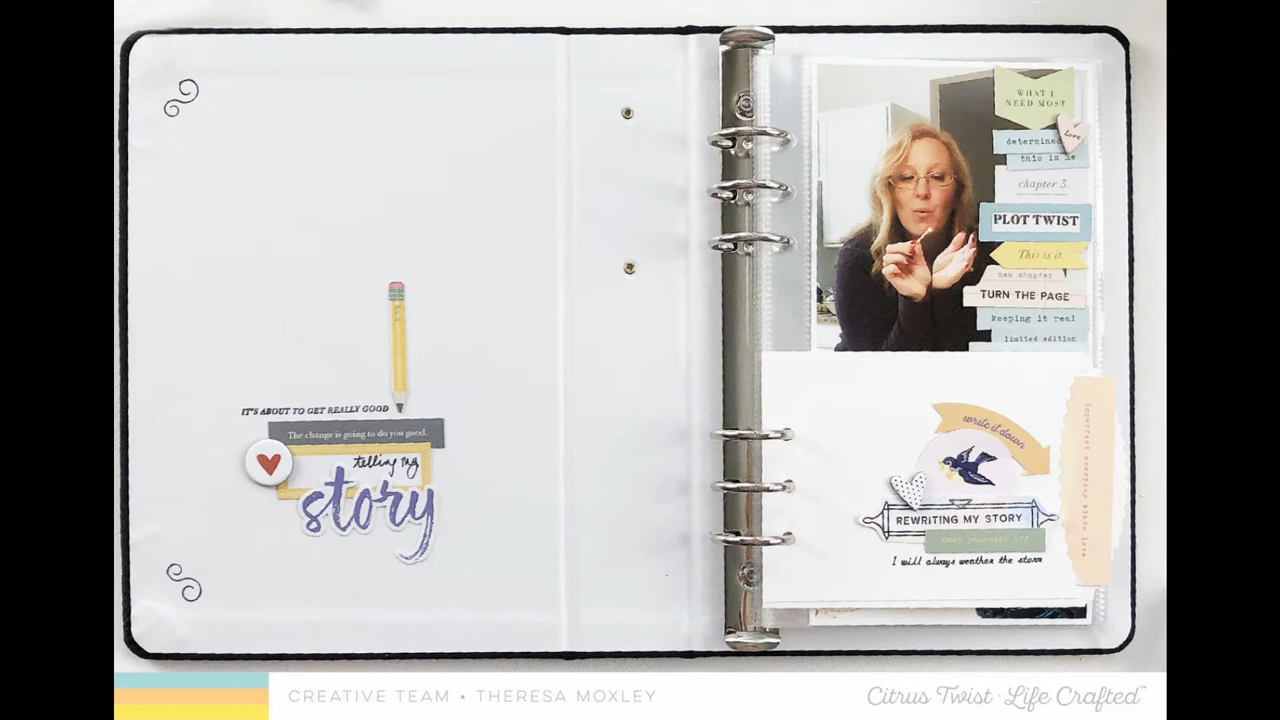 IT'S ABOUT TO GET REALLY GOOD
The change is going to do you good.
telling my
story
WHAT I
NEED MOST
Love
determined
this is me
chapter 3.
PLOT TWIST
This is it.
new chapter
TURN THE PAGE
keeping it real
limited edition
write it down
REWRITING MY STORY
I will always weather the storm
imperfect everyday
CREATIVE TEAM • THERESA MOXLEY
Citrus Twist · Life Crafted™